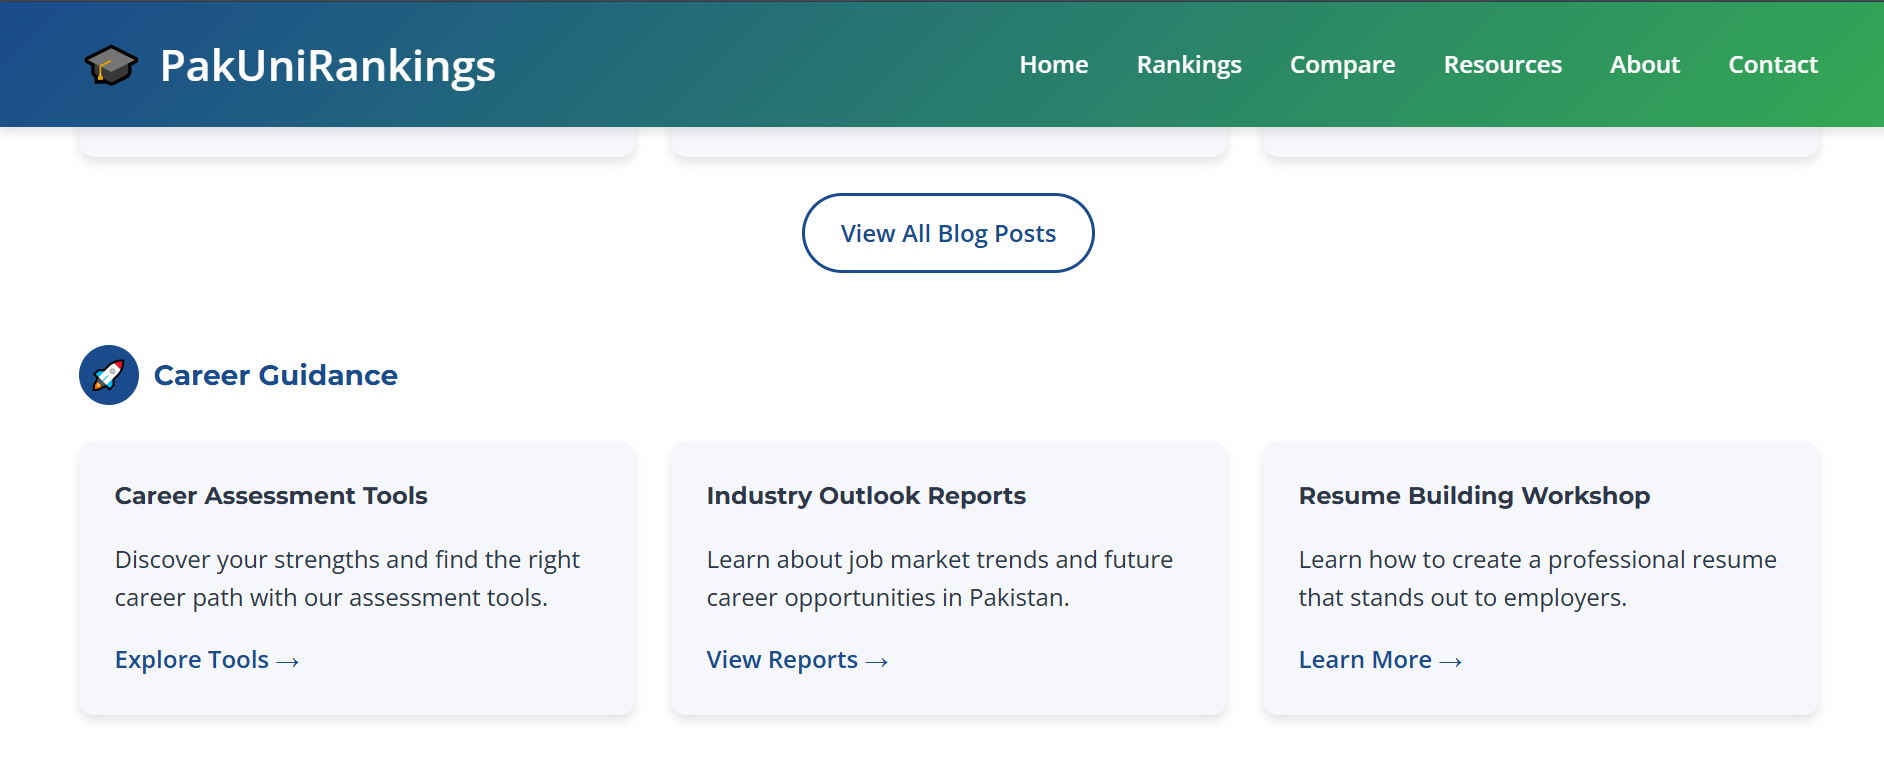 PakUniRankings
Home
Rankings
Compare
Resources
About
Contact
View All Blog Posts
Career Guidance
Career Assessment Tools
Discover your strengths and find the right
career path with our assessment tools.
Explore Tools →
Industry Outlook Reports
Learn about job market trends and future
career opportunities in Pakistan.
View Reports →
Resume Building Workshop
Learn how to create a professional resume
that stands out to employers.
Learn More →